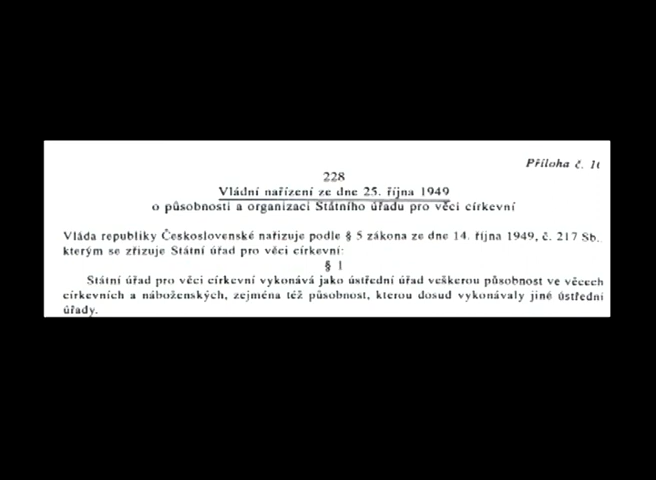 Příloha č. 1t
228
Vládní nařízení ze dne 25. října 1949
o působnosti a organizaci Státního úřadu pro věci církevní
Vláda republiky Československé nařizuje podle § 5 zákona ze dne 14. října 1949, č. 217 Sb.
kterým se zřizuje Státní úřad pro věci církevní:
§ 1
Státní úřad pro věci církevní vykonává jako ústřední úřad veškerou působnost ve věcech
církevních a náboženských, zejména též působnost, kterou dosud vykonávaly jiné ústřední
úřady.